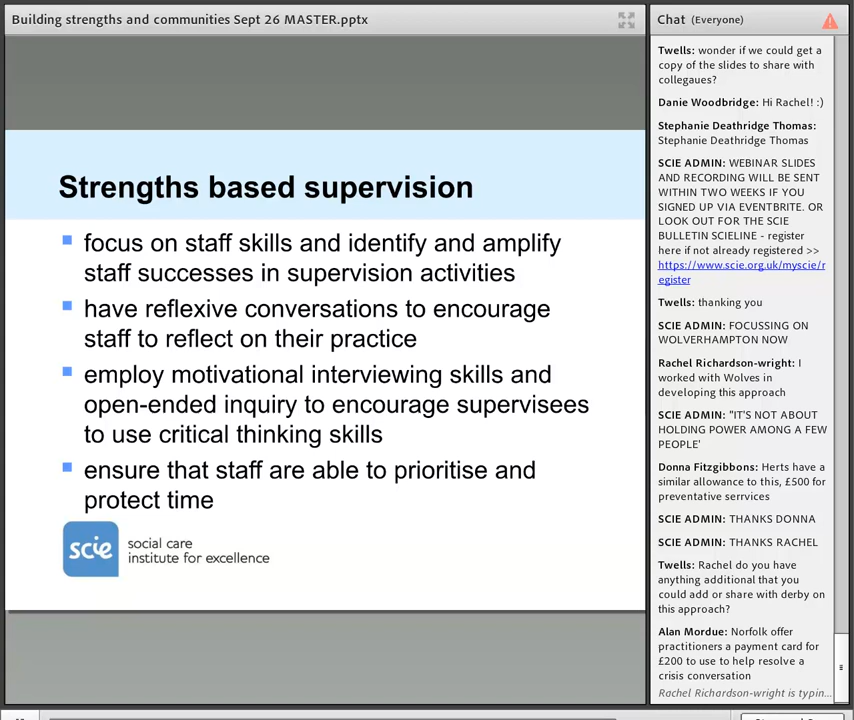 Building strengths and communities Sept 26 MASTER.pptx
Strengths based supervision
focus on staff skills and identify and amplify
staff successes in supervision activities
have reflexive conversations to encourage
staff to reflect on their practice
employ motivational interviewing skills and
open-ended inquiry to encourage supervisees
to use critical thinking skills
ensure that staff are able to prioritise and
protect time
scie
social care
institute for excellence
Chat (Everyone)
Twells: wonder if we could get a
copy of the slides to share with
collegaues?
Danie Woodbridge: Hi Rachel! :)
Stephanie Deathridge Thomas:
Stephanie Deathridge Thomas
SCIE ADMIN: WEBINAR SLIDES
AND RECORDING WILL BE SENT
WITHIN TWO WEEKS IF YOU
SIGNED UP VIA EVENTBRITE. OR
LOOK OUT FOR THE SCIE
BULLETIN SCIELINE - register
here if not already registered >>
https://www.scie.org.uk/myscie/r
egister
Twells: thanking you
SCIE ADMIN: FOCUSSING ON
WOLVERHAMPTON NOW
Rachel Richardson-wright: I
worked with Wolves in
developing this approach
SCIE ADMIN: "IT'S NOT ABOUT
HOLDING POWER AMONG A FEW
PEOPLE'
Donna Fitzgibbons: Herts have a
similar allowance to this, £500 for
preventative serrvices
SCIE ADMIN: THANKS DONNA
SCIE ADMIN: THANKS RACHEL
Twells: Rachel do you have
anything additional that you
could add or share with derby on
this approach?
Alan Mordue: Norfolk offer
practitioners a payment card for
£200 to use to help resolve a
crisis conversation
Rachel Richardson-wright is typin...